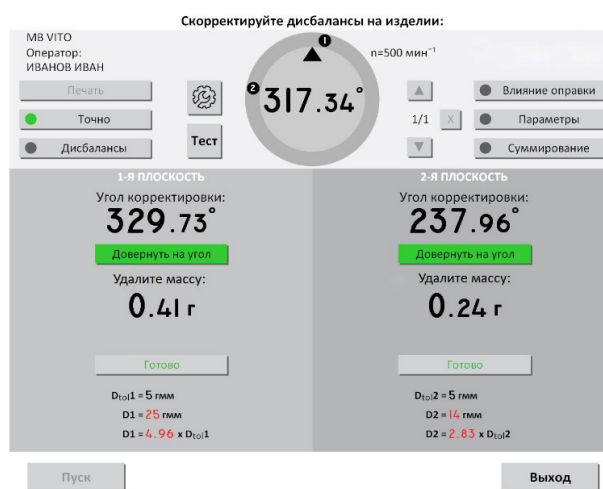 Скорректируйте дисбалансы на изделии:
MB VITO
Оператор:
ИВАНОВ ИВАН
n=500 мин⁻¹
Печать
Точно
Дисбалансы
Тест
1
2
317.34°
1/1
X
Влияние оправки
Параметры
Суммирование
1-Я ПЛОСКОСТЬ
Угол корректировки:
329.73°
Довернуть на угол
Удалите массу:
0.41 г
Готово
Dtol1 = 5 гмм
D1 = 25 гмм
D1 = 4.96 x Dtol1
2-Я ПЛОСКОСТЬ
Угол корректировки:
237.96°
Довернуть на угол
Удалите массу:
0.24 г
Готово
Dtol2 = 5 гмм
D2 = 14 гмм
D2 = 2.83 x Dtol2
Пуск
Выход